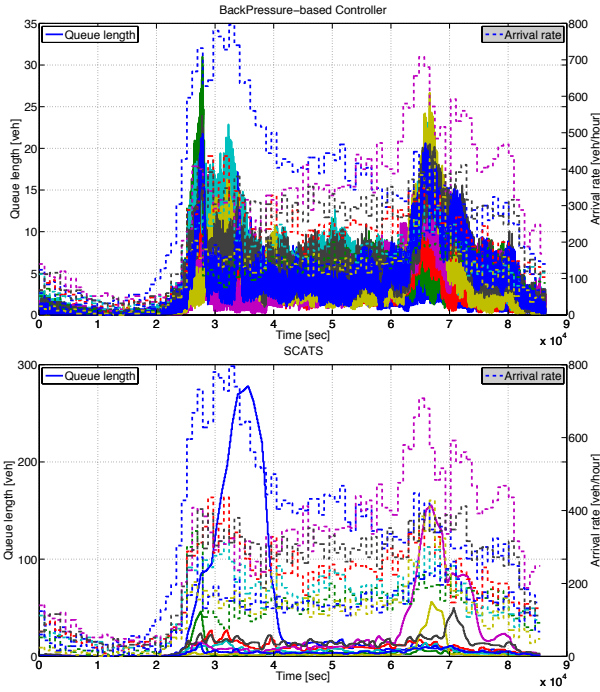 BackPressure-based Controller
Queue length
Arrival rate
Queue length [veh]
35
30
25
20
15
10
5
0
800
700
600
500
400
300
200
100
0
Arrival rate [veh/hour]
0 1 2 3 4 5 6 7 8 9
Time [sec]
x 10^4
SCATS
Queue length
Arrival rate
Queue length [veh]
300
200
100
0
800
600
400
200
0
Arrival rate [veh/hour]
0 1 2 3 4 5 6 7 8 9
Time [sec]
x 10^4